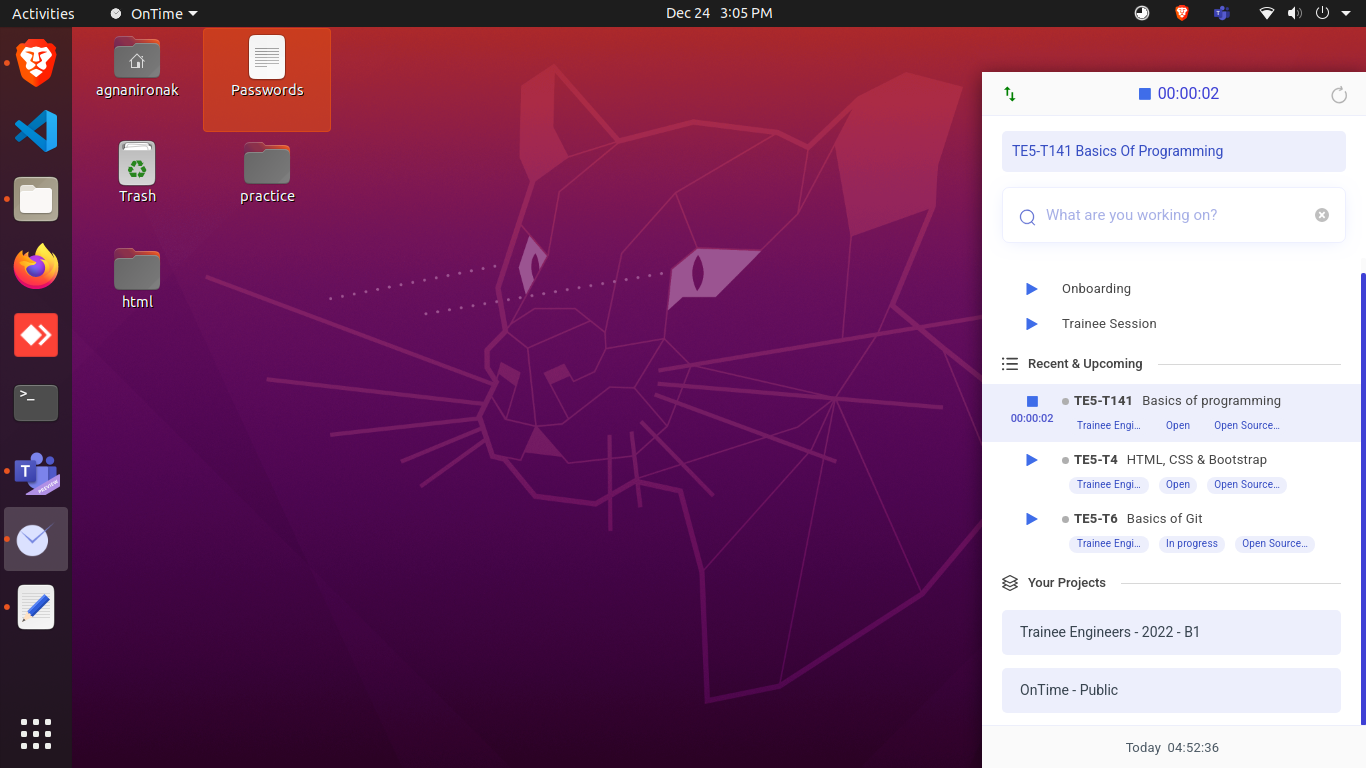 Activities
OnTime
Dec 24 3:05 PM
agnanironak
Passwords
Trash
practice
html
>_
T
PREVIEW
00:00:02
TE5-T141 Basics Of Programming
What are you working on?
Onboarding
Trainee Session
Recent & Upcoming
TE5-T141 Basics of programming
00:00:02
Trainee Engi... Open Open Source...
TE5-T4 HTML, CSS & Bootstrap
Trainee Engi... Open Open Source...
TE5-T6 Basics of Git
Trainee Engi... In progress Open Source...
Your Projects
Trainee Engineers - 2022 - B1
OnTime - Public
Today 04:52:36